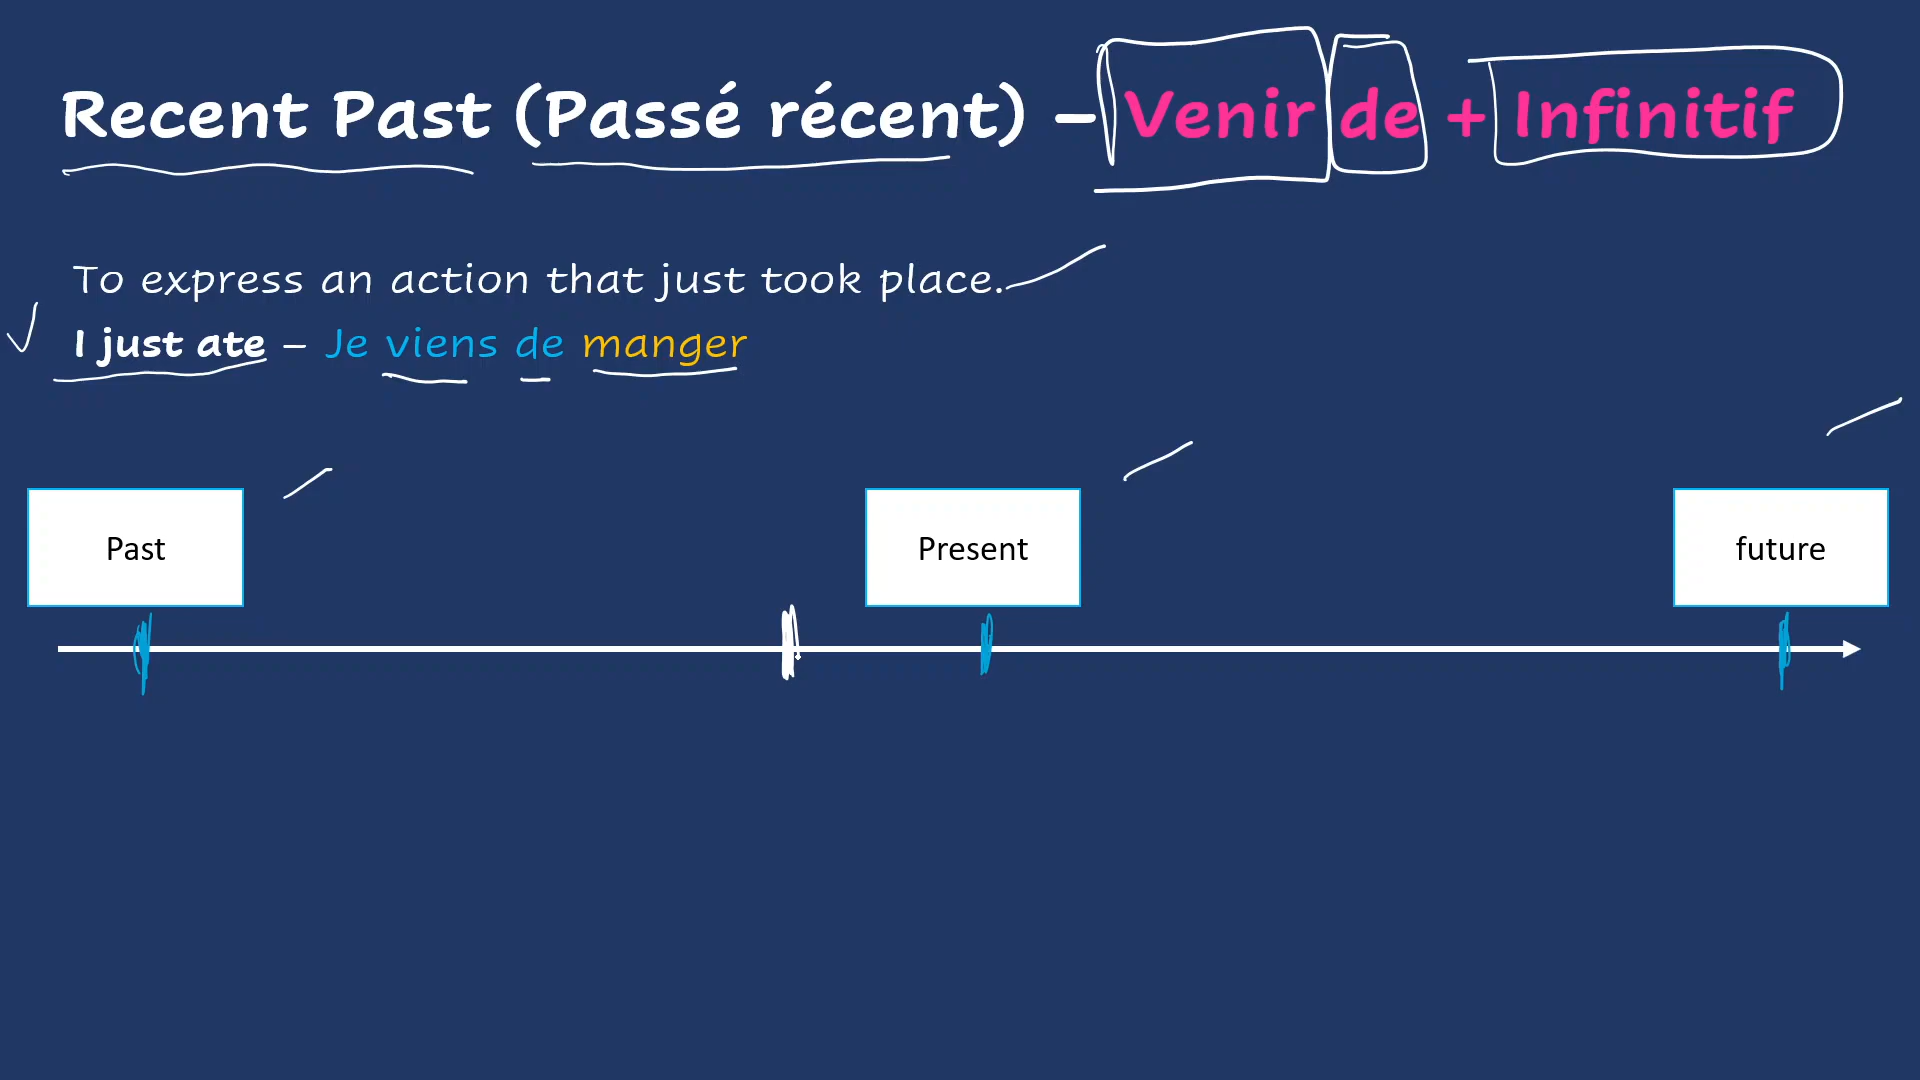 Recent Past (Passé récent) – Venir de + Infinitif
To express an action that just took place.
I just ate – Je viens de manger
Past
Present
future